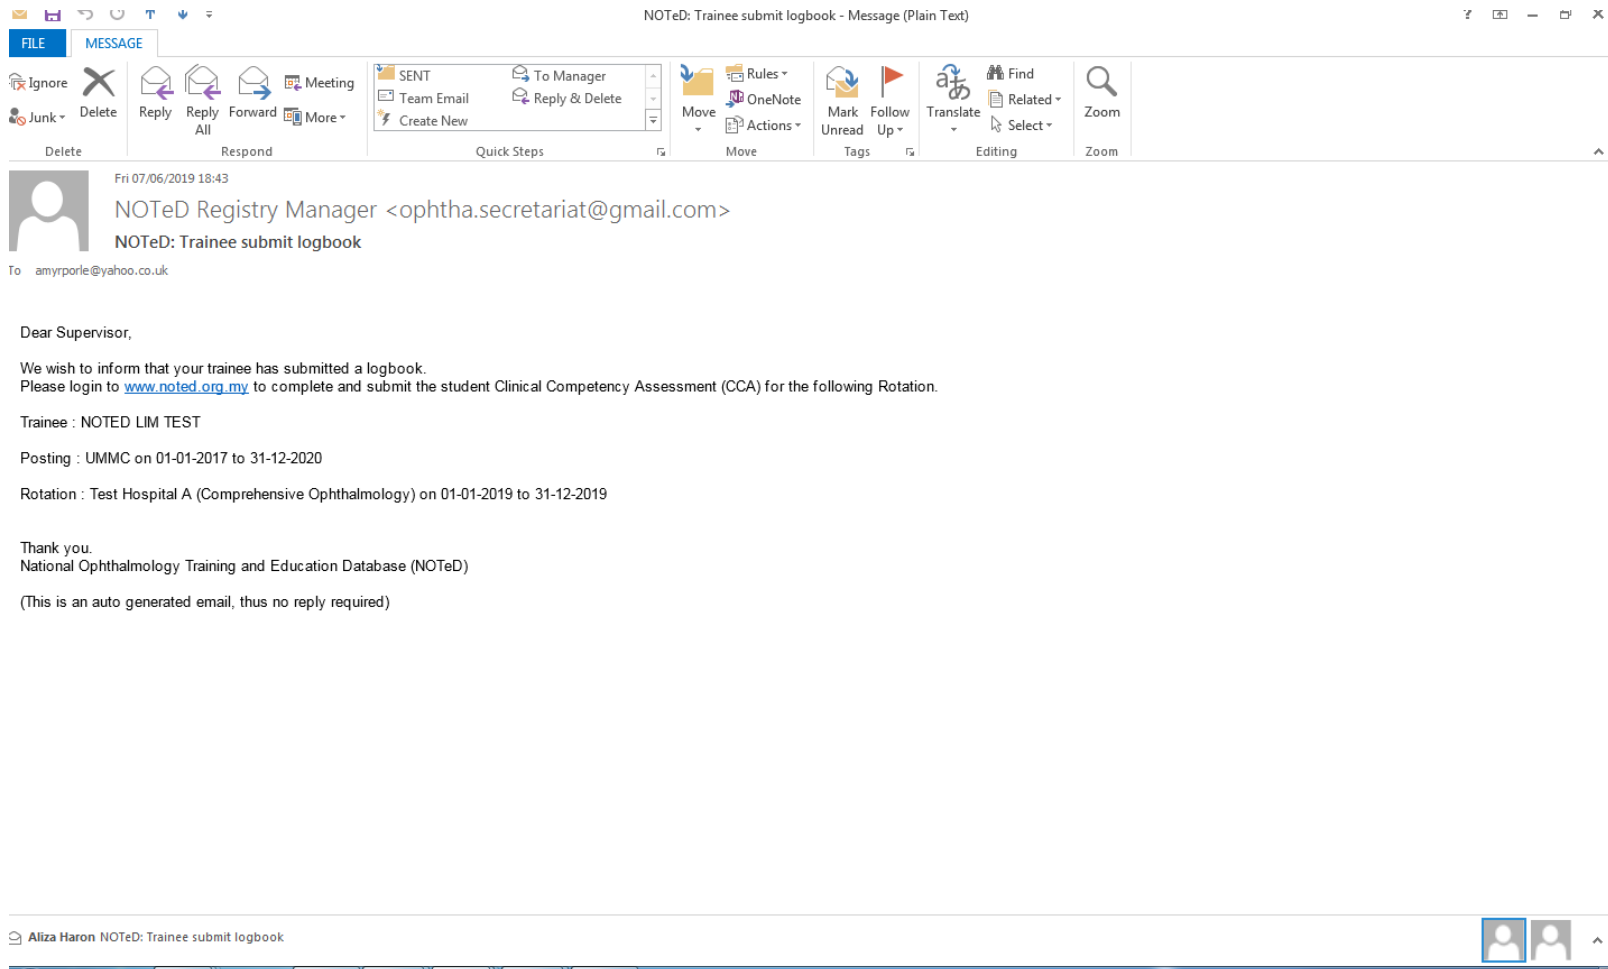 NOTeD: Trainee submit logbook - Message (Plain Text)
FILE
MESSAGE
Ignore
Junk
Delete
Delete
Reply
Reply All
Forward
Meeting
More
Respond
SENT
Team Email
Create New
To Manager
Reply & Delete
Quick Steps
Move
Rules
OneNote
Actions
Move
Mark Unread
Follow Up
Tags
Translate
Find
Related
Select
Editing
Zoom
Zoom
Fri 07/06/2019 18:43
NOTeD Registry Manager <ophtha.secretariat@gmail.com>
NOTeD: Trainee submit logbook
To amyrporle@yahoo.co.uk
Dear Supervisor,
We wish to inform that your trainee has submitted a logbook.
Please login to www.noted.org.my to complete and submit the student Clinical Competency Assessment (CCA) for the following Rotation.
Trainee : NOTED LIM TEST
Posting : UMMC on 01-01-2017 to 31-12-2020
Rotation : Test Hospital A (Comprehensive Ophthalmology) on 01-01-2019 to 31-12-2019
Thank you.
National Ophthalmology Training and Education Database (NOTeD)
(This is an auto generated email, thus no reply required)
Aliza Haron NOTeD: Trainee submit logbook